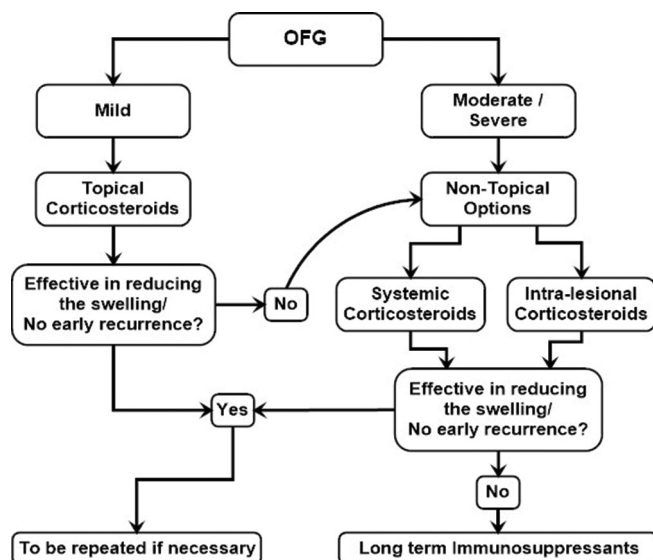 OFG
Mild
Moderate /
Severe
Topical
Corticosteroids
Non-Topical
Options
Effective in reducing
the swelling/
No early recurrence?
No
Systemic
Corticosteroids
Intra-lesional
Corticosteroids
Effective in reducing
the swelling/
No early recurrence?
Yes
No
To be repeated if necessary
Long term Immunosuppressants